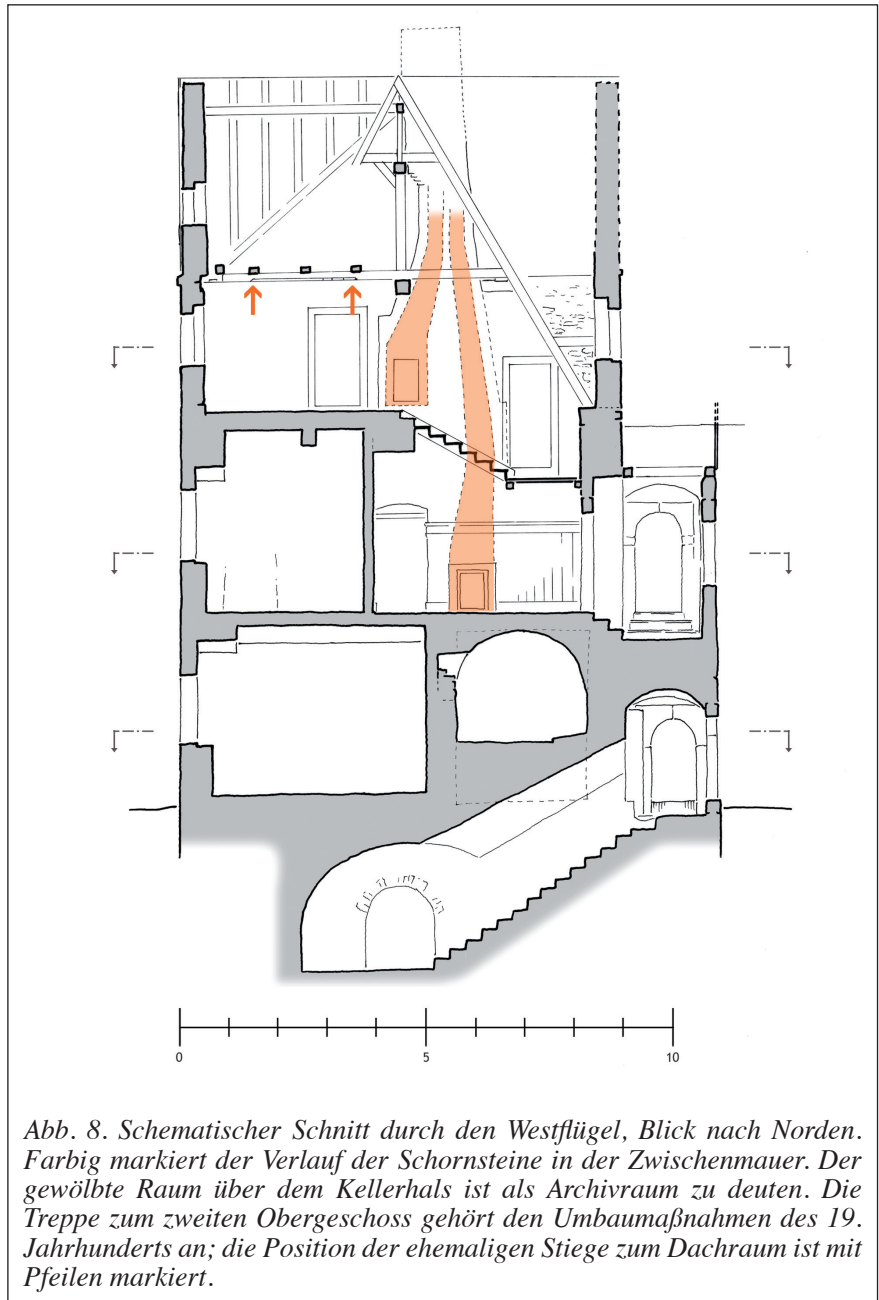 0
5
10
Abb. 8. Schematischer Schnitt durch den Westflügel, Blick nach Norden.
Farbig markiert der Verlauf der Schornsteine in der Zwischenmauer. Der
gewölbte Raum über dem Kellerhals ist als Archivraum zu deuten. Die
Treppe zum zweiten Obergeschoss gehört den Umbaumaßnahmen des 19.
Jahrhunderts an; die Position der ehemaligen Stiege zum Dachraum ist mit
Pfeilen markiert.